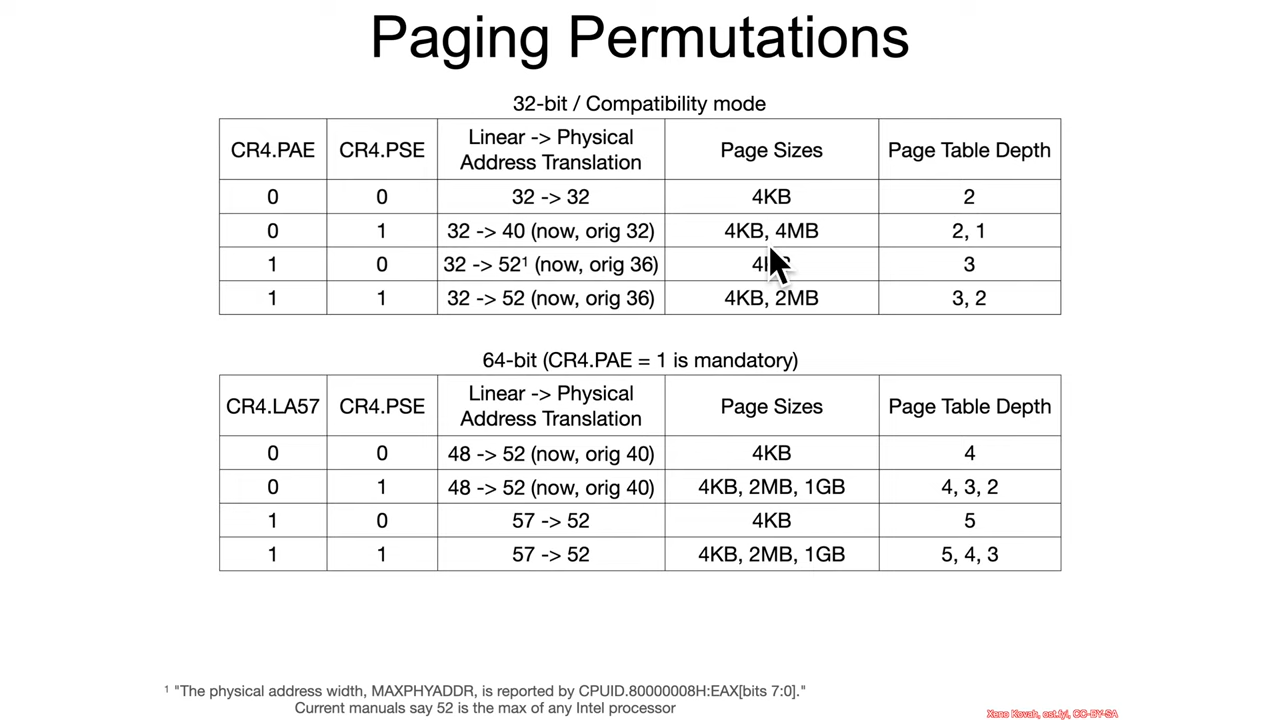 Paging Permutations
32-bit / Compatibility mode
CR4.PAE CR4.PSE Linear -> Physical Address Translation Page Sizes Page Table Depth
0 0 32 -> 32 4KB 2
0 1 32 -> 40 (now, orig 32) 4KB, 4MB 2, 1
1 0 32 -> 52¹ (now, orig 36) 3
1 1 32 -> 52 (now, orig 36) 4KB, 2MB 3, 2
64-bit (CR4.PAE = 1 is mandatory)
CR4.LA57 CR4.PSE Linear -> Physical Address Translation Page Sizes Page Table Depth
0 0 48 -> 52 (now, orig 40) 4KB 4
0 1 48 -> 52 (now, orig 40) 4KB, 2MB, 1GB 4, 3, 2
1 0 57 -> 52 4KB 5
1 1 57 -> 52 4KB, 2MB, 1GB 5, 4, 3
¹ "The physical address width, MAXPHYADDR, is reported by CPUID.80000008H:EAX[bits 7:0]."
Current manuals say 52 is the max of any Intel processor
Xeno Kovah, ost.fyi, CC-BY-SA